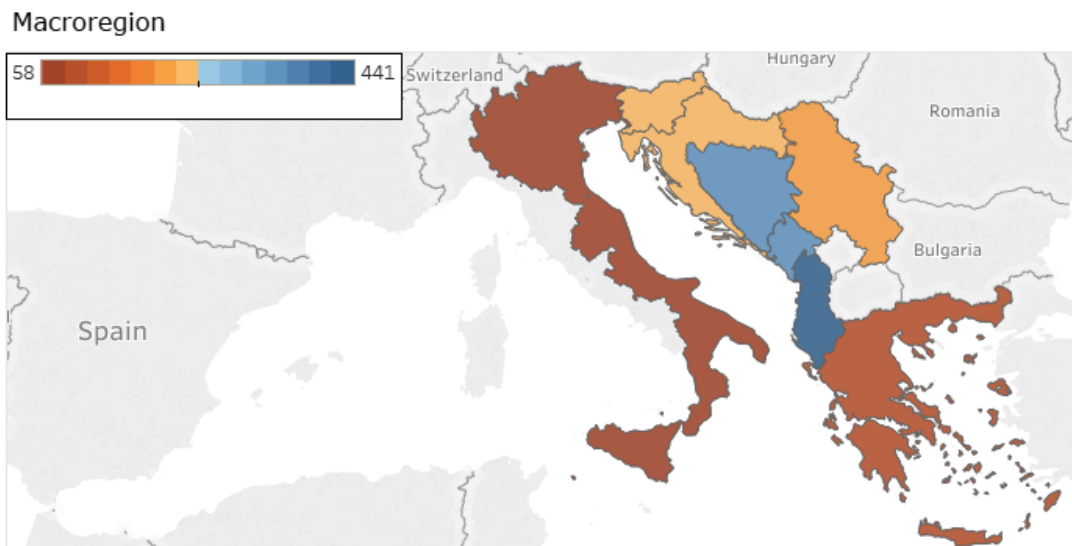 Macroregion
58 441
Switzerland
Hungary
Romania
Bulgaria
Spain